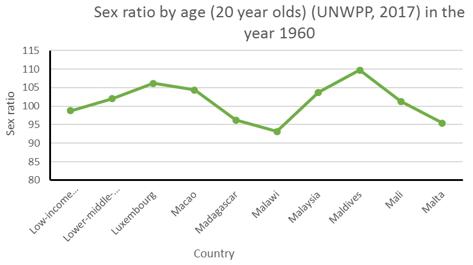 Sex ratio by age (20 year olds) (UNWPP, 2017) in the
year 1960
115
110
105
100
95
90
85
80
Sex ratio
Low-income...
Lower-middle-...
Luxembourg
Macao
Madagascar
Malawi
Malaysia
Maldives
Mali
Malta
Country